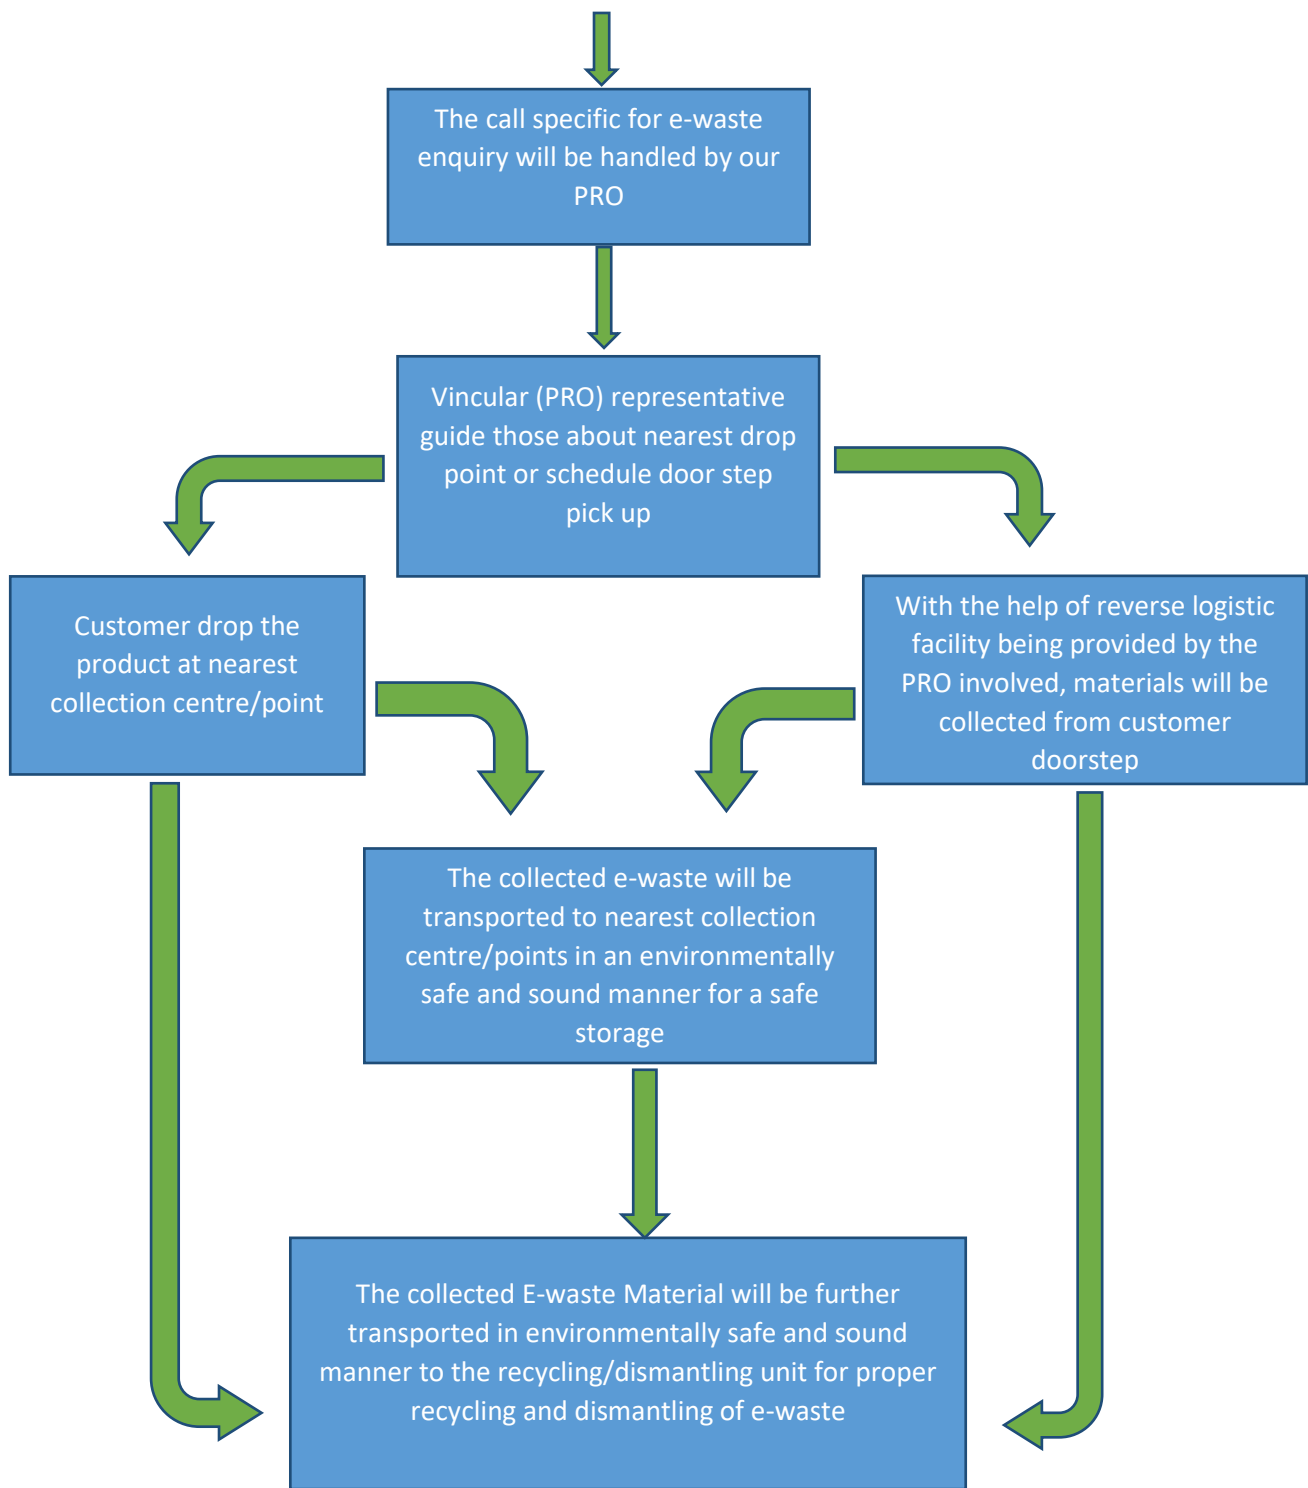 The call specific for e-waste
enquiry will be handled by our
PRO
Vincular (PRO) representative
guide those about nearest drop
point or schedule door step
pick up
Customer drop the
product at nearest
collection centre/point
With the help of reverse logistic
facility being provided by the
PRO involved, materials will be
collected from customer
doorstep
The collected e-waste will be
transported to nearest collection
centre/points in an environmentally
safe and sound manner for a safe
storage
The collected E-waste Material will be further
transported in environmentally safe and sound
manner to the recycling/dismantling unit for proper
recycling and dismantling of e-waste